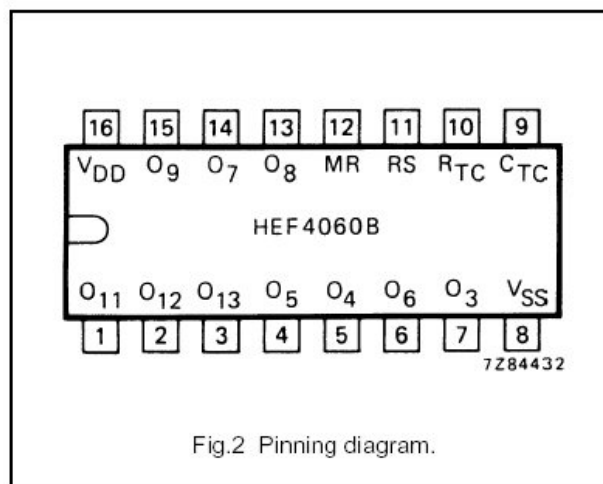 16 15 14 13 12 11 10 9
VDD O9 O7 O8 MR RS RTC CTC
HEF4060B
O11 O12 O13 O5 O4 O6 O3 VSS
1 2 3 4 5 6 7 8
7Z84432
Fig.2 Pinning diagram.